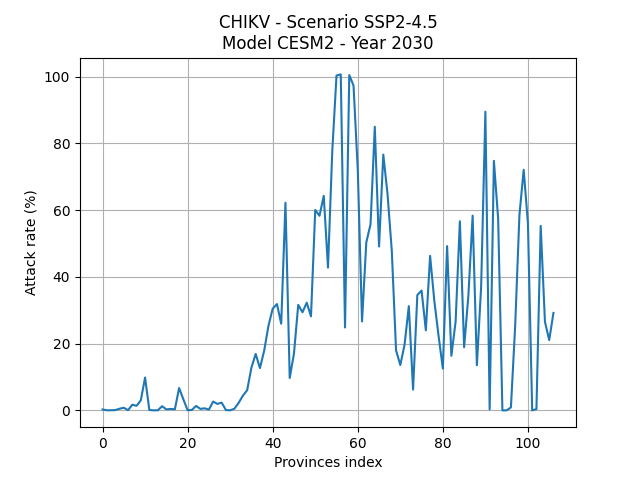 CHIKV - Scenario SSP2-4.5
Model CESM2 - Year 2030
Attack rate (%)
100
80
60
40
20
0
0 20 40 60 80 100
Provinces index